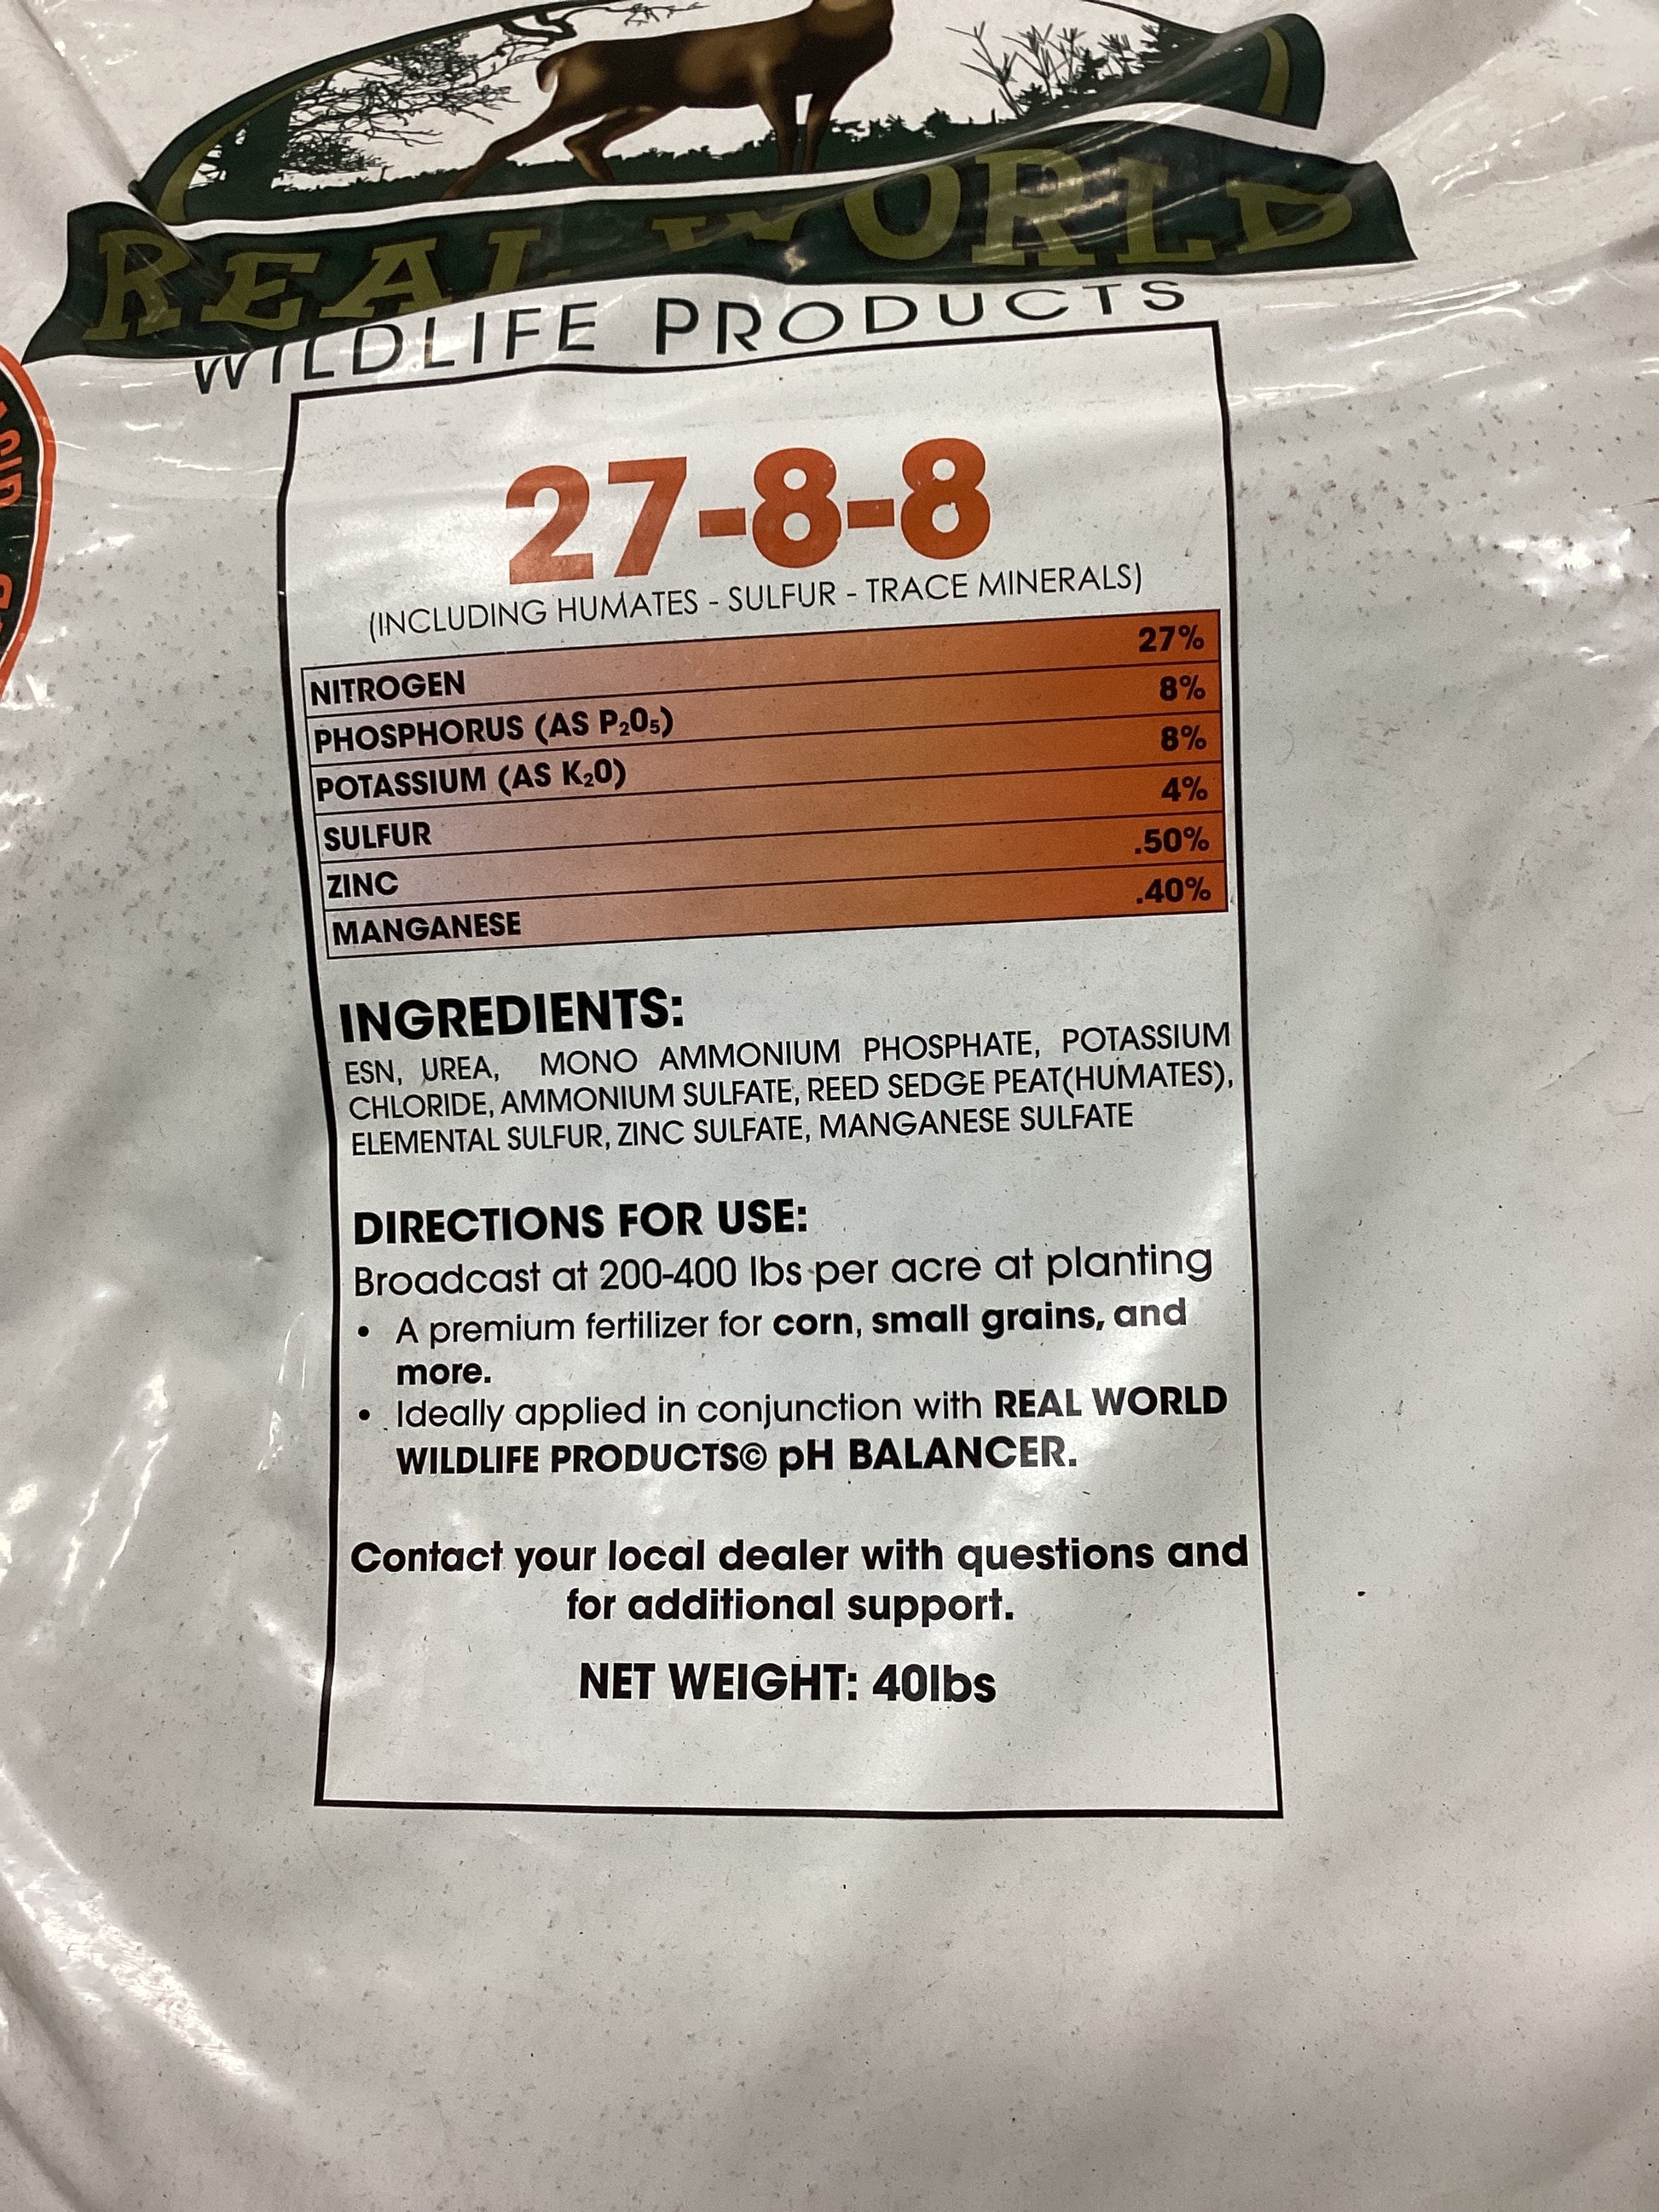 REAL WORLD
WILDLIFE PRODUCTS
27-8-8
(INCLUDING HUMATES - SULFUR - TRACE MINERALS)
NITROGEN 27%
PHOSPHORUS (AS P₂0₅) 8%
POTASSIUM (AS K₂0) 8%
SULFUR 4%
ZINC .50%
MANGANESE .40%
INGREDIENTS:
ESN, UREA, MONO AMMONIUM PHOSPHATE, POTASSIUM
CHLORIDE, AMMONIUM SULFATE, REED SEDGE PEAT(HUMATES),
ELEMENTAL SULFUR, ZINC SULFATE, MANGANESE SULFATE
DIRECTIONS FOR USE:
Broadcast at 200-400 lbs per acre at planting
• A premium fertilizer for corn, small grains, and
more.
• Ideally applied in conjunction with REAL WORLD
WILDLIFE PRODUCTS© pH BALANCER.
Contact your local dealer with questions and
for additional support.
NET WEIGHT: 40lbs